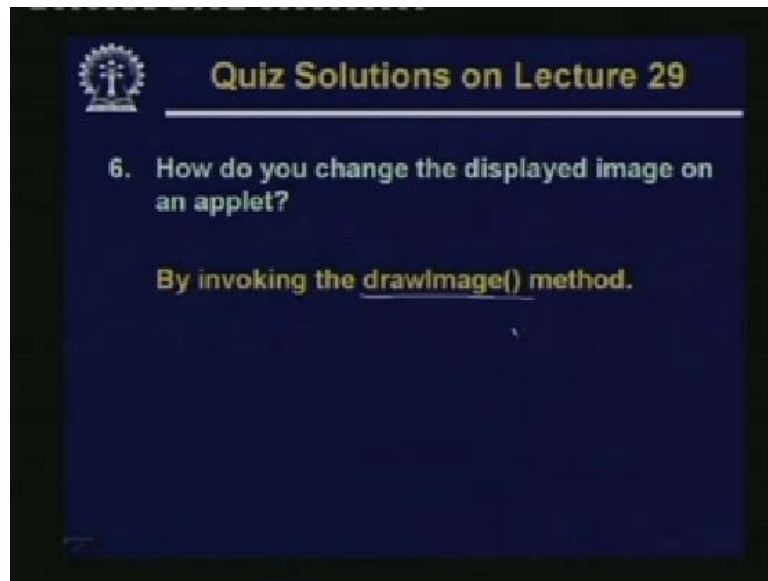 Quiz Solutions on Lecture 29
6. How do you change the displayed image on
an applet?
By invoking the drawImage() method.